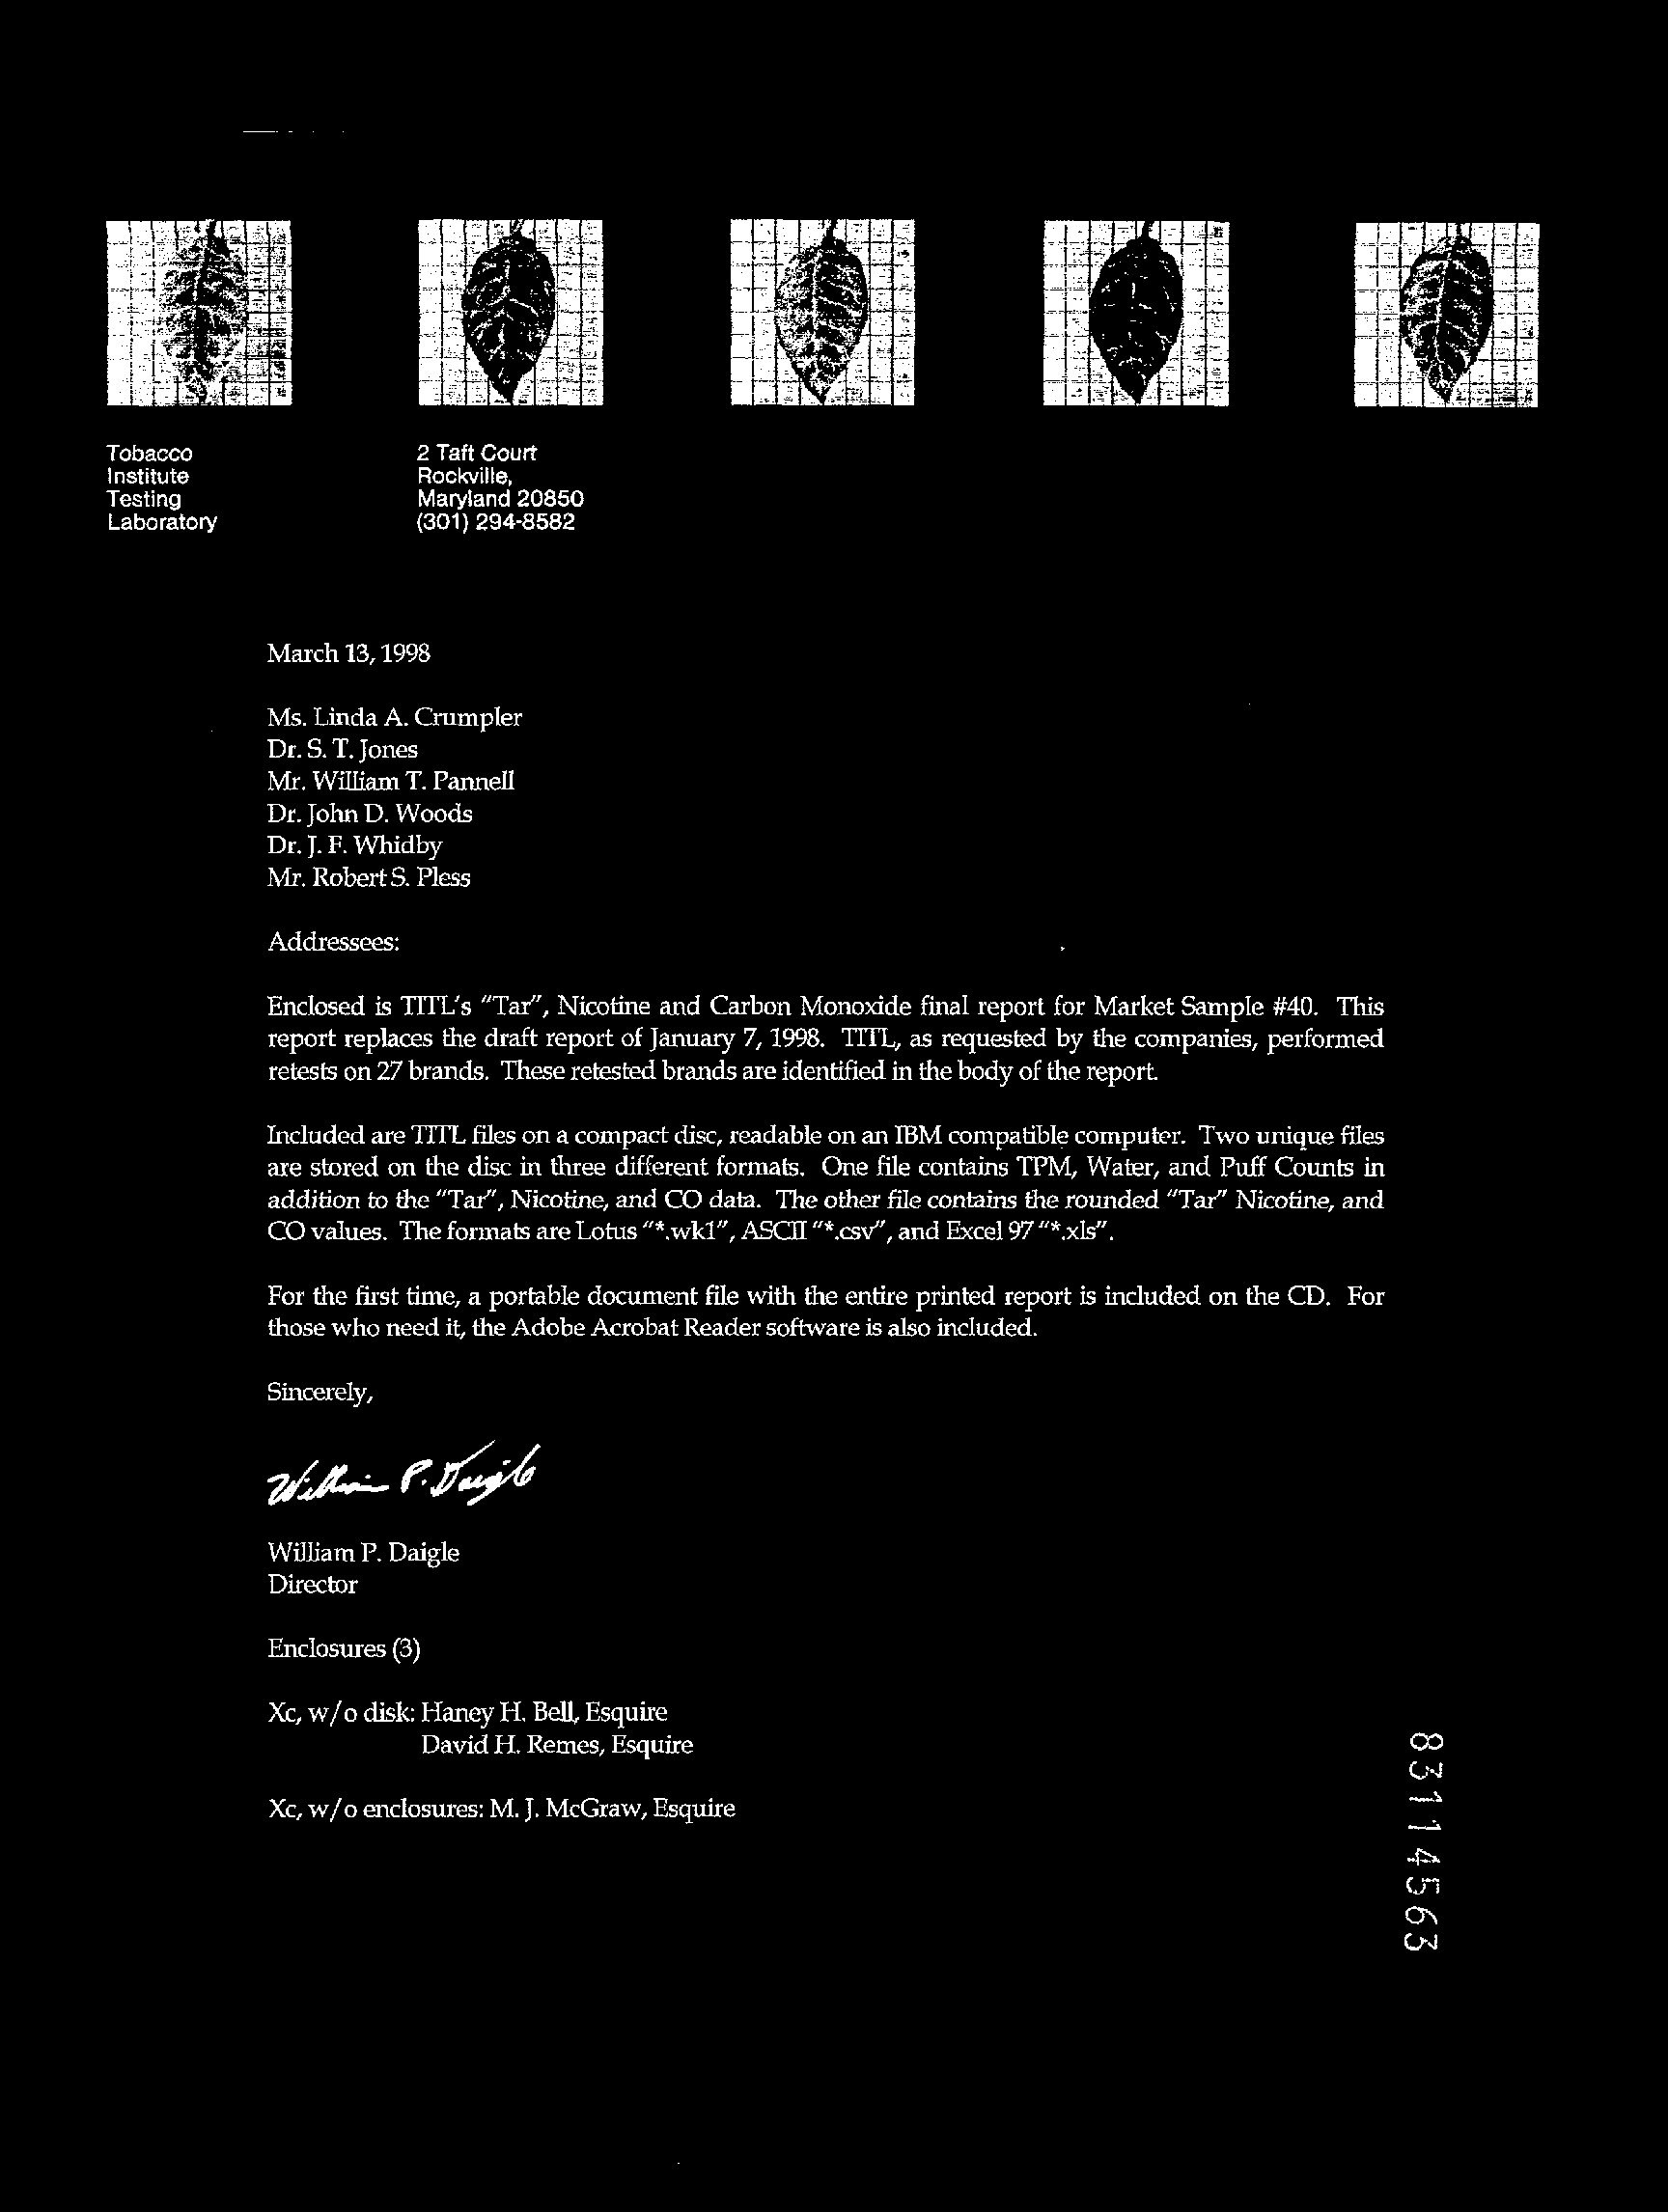 Tobacco
Institute
Testing
Laboratory
2 Taft Court
Rockville,
Maryland 20850
(301) 294-8582
March 13, 1998
Ms. Linda A. Crumpler
Dr. S. T. Jones
Mr. William T. Pannell
Dr. John D. Woods
Dr. J. F. Whidby
Mr. Robert S. Pless
Addressees:
Enclosed is TITL's "Tar", Nicotine and Carbon Monoxide final report for Market Sample #40. This
report replaces the draft report of January 7, 1998. TITL, as requested by the companies, performed
retests on 27 brands. These retested brands are identified in the body of the report.
Included are TITL files on a compact disc, readable on an IBM compatible computer. Two unique files
are stored on the disc in three different formats. One file contains TPM, Water, and Puff Counts in
addition to the "Tar", Nicotine, and CO data. The other file contains the rounded "Tar" Nicotine, and
CO values. The formats are Lotus "*.wk1", ASCII "*.csv", and Excel 97 "*.xls".
For the first time, a portable document file with the entire printed report is included on the CD. For
those who need it, the Adobe Acrobat Reader software is also included.
Sincerely,
William P. Daigle
William P. Daigle
Director
Enclosures (3)
Xc, w/o disk: Haney H. Bell, Esquire
David H. Remes, Esquire
Xc, w/o enclosures: M. J. McGraw, Esquire
83114563